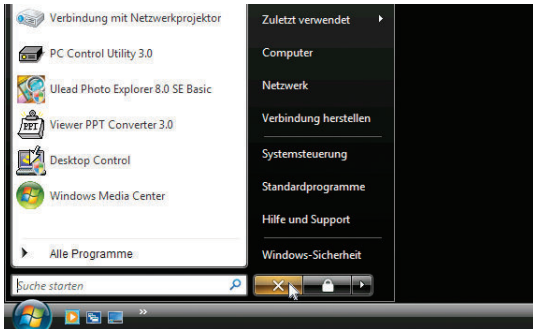 Verbindung mit Netzwerkprojektor
PC Control Utility 3.0
Ulead Photo Explorer 8.0 SE Basic
PPT
Viewer PPT Converter 3.0
Desktop Control
Windows Media Center
Alle Programme
Suche starten
Zuletzt verwendet
Computer
Netzwerk
Verbindung herstellen
Systemsteuerung
Standardprogramme
Hilfe und Support
Windows-Sicherheit